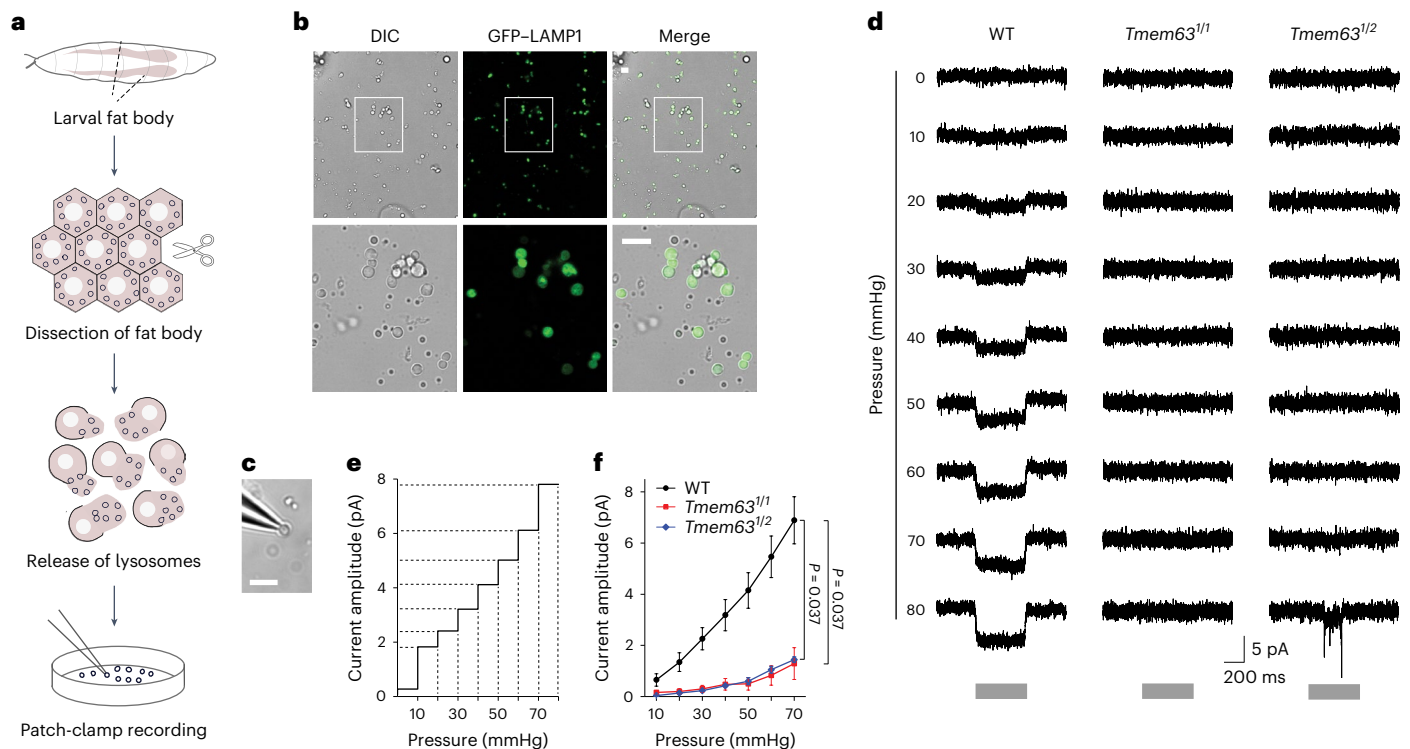 a
Larval fat body
Dissection of fat body
Release of lysosomes
Patch-clamp recording
b
DIC
GFP–LAMP1
Merge
c
e
Current amplitude (pA)
8
6
4
2
0
10
30
50
70
Pressure (mmHg)
f
Current amplitude (pA)
8
6
4
2
0
WT
Tmem63^1/1
Tmem63^1/2
P = 0.037
P = 0.037
10
30
50
70
Pressure (mmHg)
d
WT
Tmem63^1/1
Tmem63^1/2
Pressure (mmHg)
0
10
20
30
40
50
60
70
80
5 pA
200 ms